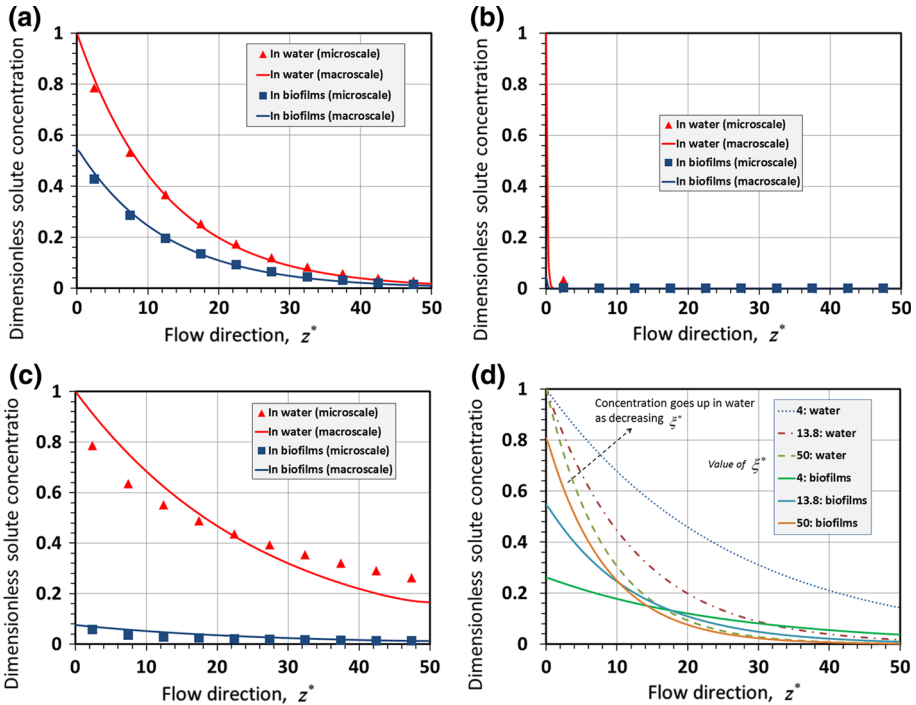 (a)
Dimensionless solute concentration
1
0.8
0.6
0.4
0.2
0
In water (microscale)
In water (macroscale)
In biofilms (microscale)
In biofilms (macroscale)
0 10 20 30 40 50
Flow direction, z*
(b)
Dimensionless solute concentration
1
0.8
0.6
0.4
0.2
0
In water (microscale)
In water (macroscale)
In biofilms (microscale)
In biofilms (macroscale)
0 10 20 30 40 50
Flow direction, z*
(c)
Dimensionless solute concentratio
1
0.8
0.6
0.4
0.2
0
In water (microscale)
In water (macroscale)
In biofilms (microscale)
In biofilms (macroscale)
0 10 20 30 40 50
Flow direction, z*
(d)
Dimensionless solute concentration
1
0.8
0.6
0.4
0.2
0
Concentration goes up in water
as decreasing ξ*
Value of ξ*
4: water
13.8: water
50: water
4: biofilms
13.8: biofilms
50: biofilms
0 10 20 30 40 50
Flow direction, z*